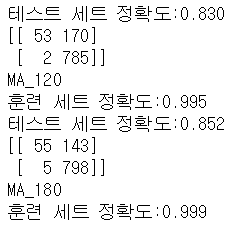 테스트 세트 정확도:0.830
[[ 53 170]
 [  2 785]]
MA_120
훈련 세트 정확도:0.995
테스트 세트 정확도:0.852
[[ 55 143]
 [  5 798]]
MA_180
훈련 세트 정확도:0.999